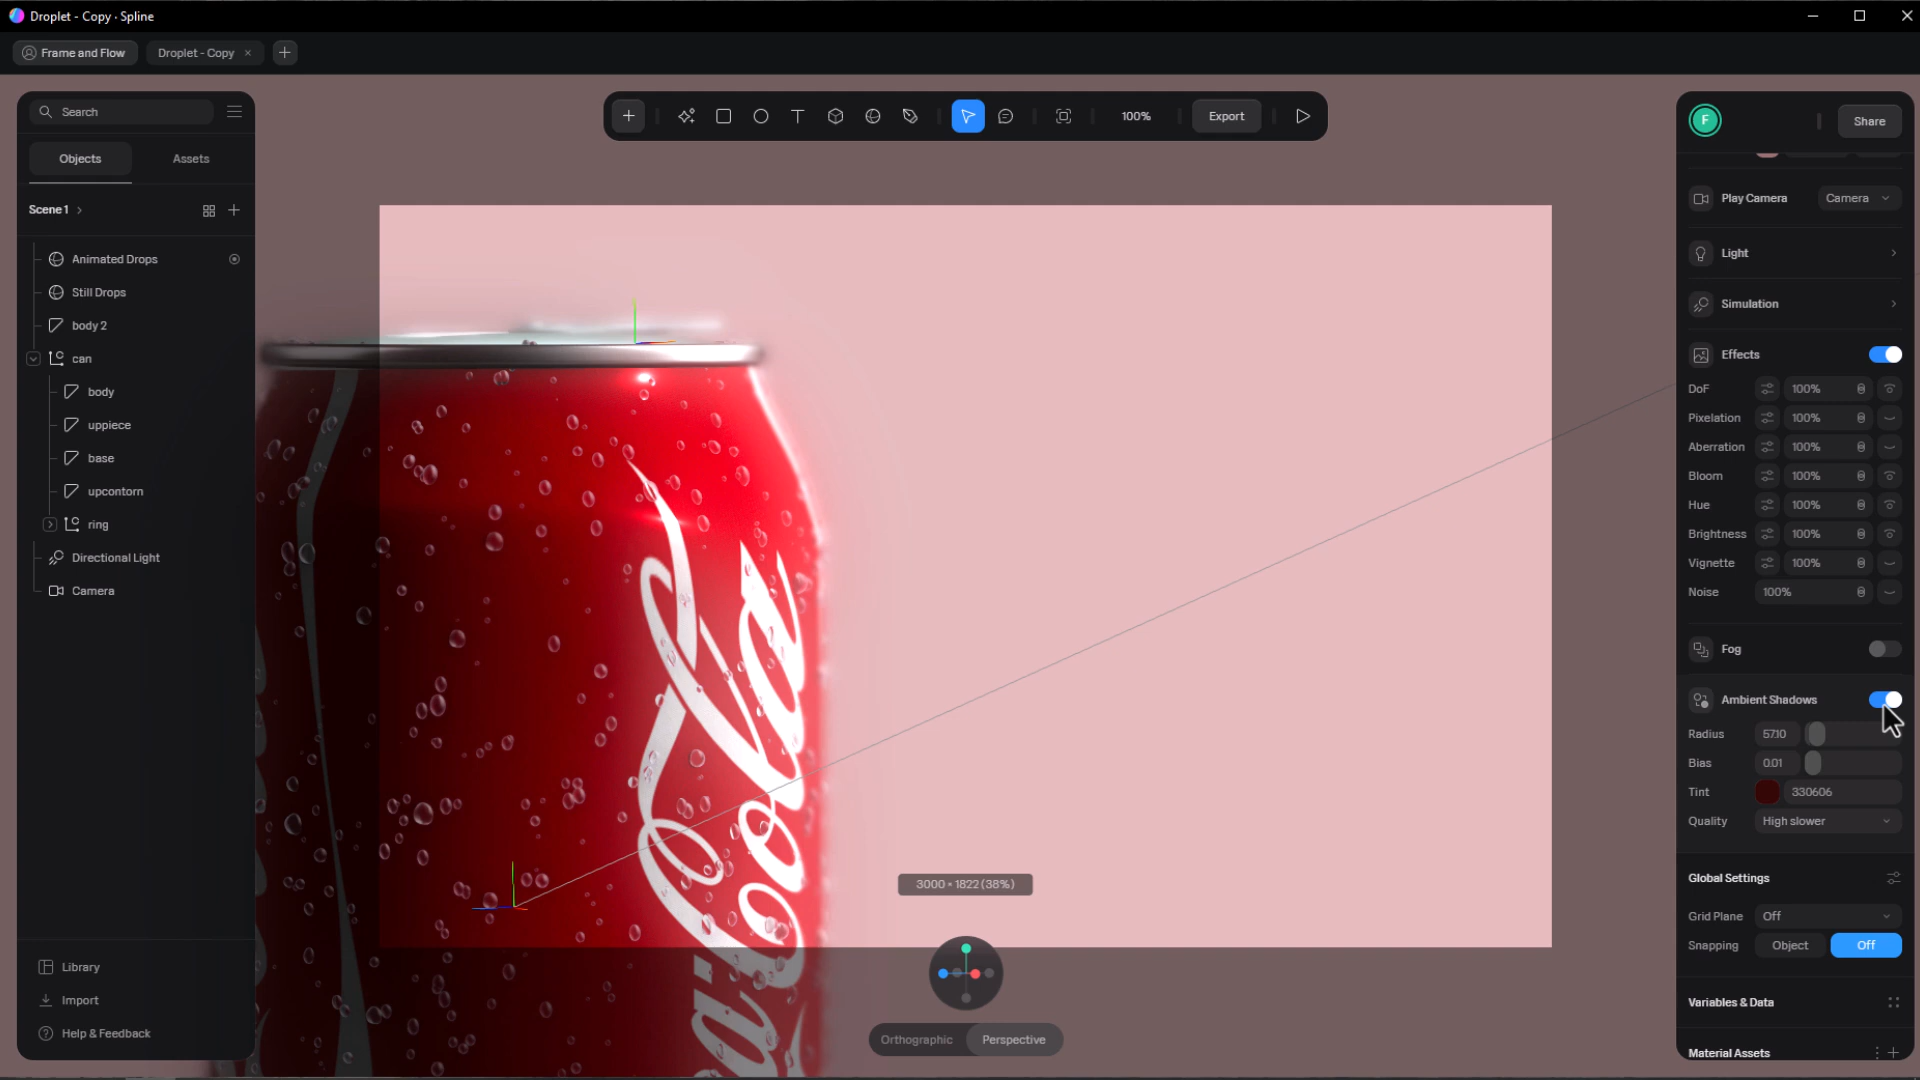 Droplet - Copy · Spline
Frame and Flow
Droplet - Copy
Search
Objects
Assets
Scene 1
Animated Drops
Still Drops
body 2
can
body
uppiece
base
upcontorn
ring
Directional Light
Camera
Library
Import
Help & Feedback
100%
Export
3000 × 1822 (38%)
Orthographic
Perspective
Cola
F
Share
Play Camera
Camera
Light
Simulation
Effects
DoF 100%
Pixelation 100%
Aberration 100%
Bloom 100%
Hue 100%
Brightness 100%
Vignette 100%
Noise 100%
Fog
Ambient Shadows
Radius 57.10
Bias 0.01
Tint 330606
Quality High slower
Global Settings
Grid Plane Off
Snapping Object Off
Variables & Data
Material Assets